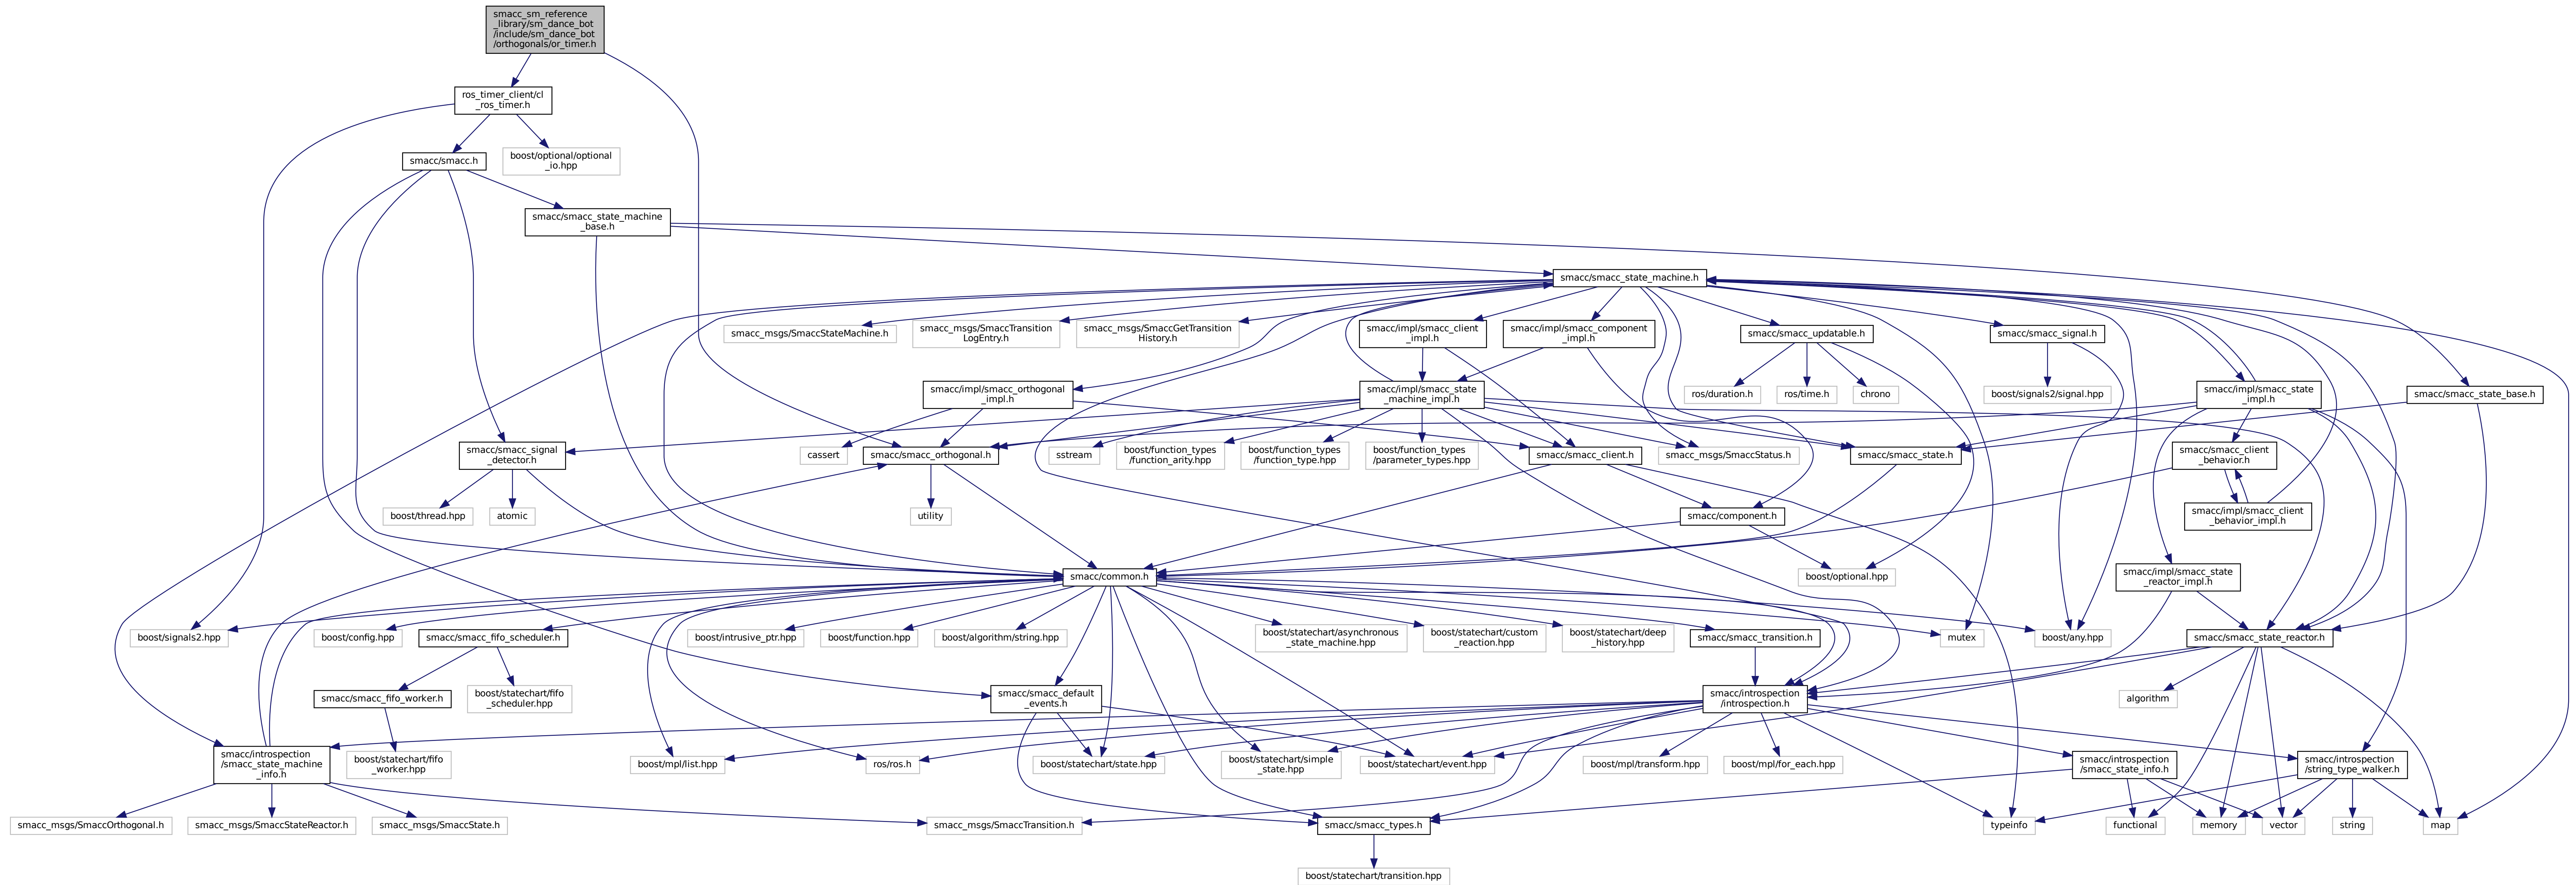 smacc_sm_reference
_library/sm_dance_bot
/include/sm_dance_bot
/orthogonals/or_timer.h
ros_timer_client/cl
_ros_timer.h
smacc/smacc.h
boost/optional/optional
_io.hpp
smacc/smacc_state_machine
_base.h
smacc/smacc_state_machine.h
smacc_msgs/SmaccStateMachine.h
smacc_msgs/SmaccTransition
LogEntry.h
smacc_msgs/SmaccGetTransition
History.h
smacc/impl/smacc_client
_impl.h
smacc/impl/smacc_component
_impl.h
smacc/smacc_updatable.h
smacc/smacc_signal.h
smacc/impl/smacc_orthogonal
_impl.h
smacc/impl/smacc_state
_machine_impl.h
ros/duration.h
ros/time.h
chrono
boost/signals2/signal.hpp
smacc/impl/smacc_state
_impl.h
smacc/smacc_state_base.h
smacc/smacc_signal
_detector.h
cassert
smacc/smacc_orthogonal.h
sstream
boost/function_types
/function_arity.hpp
boost/function_types
/function_type.hpp
boost/function_types
/parameter_types.hpp
smacc/smacc_client.h
smacc_msgs/SmaccStatus.h
smacc/smacc_state.h
smacc/smacc_client
_behavior.h
boost/thread.hpp
atomic
utility
smacc/component.h
smacc/impl/smacc_client
_behavior_impl.h
smacc/common.h
boost/optional.hpp
smacc/impl/smacc_state
_reactor_impl.h
boost/signals2.hpp
boost/config.hpp
smacc/smacc_fifo_scheduler.h
boost/intrusive_ptr.hpp
boost/function.hpp
boost/algorithm/string.hpp
boost/statechart/asynchronous
_state_machine.hpp
boost/statechart/custom
_reaction.hpp
boost/statechart/deep
_history.hpp
smacc/smacc_transition.h
mutex
boost/any.hpp
smacc/smacc_state_reactor.h
smacc/smacc_fifo_worker.h
boost/statechart/fifo
_scheduler.hpp
smacc/smacc_default
_events.h
smacc/introspection
/introspection.h
algorithm
smacc/introspection
/smacc_state_machine
_info.h
boost/statechart/fifo
_worker.hpp
boost/mpl/list.hpp
ros/ros.h
boost/statechart/state.hpp
boost/statechart/simple
_state.hpp
boost/statechart/event.hpp
boost/mpl/transform.hpp
boost/mpl/for_each.hpp
smacc/introspection
/smacc_state_info.h
smacc/introspection
/string_type_walker.h
smacc_msgs/SmaccOrthogonal.h
smacc_msgs/SmaccStateReactor.h
smacc_msgs/SmaccState.h
smacc_msgs/SmaccTransition.h
smacc/smacc_types.h
typeinfo
functional
memory
vector
string
map
boost/statechart/transition.hpp